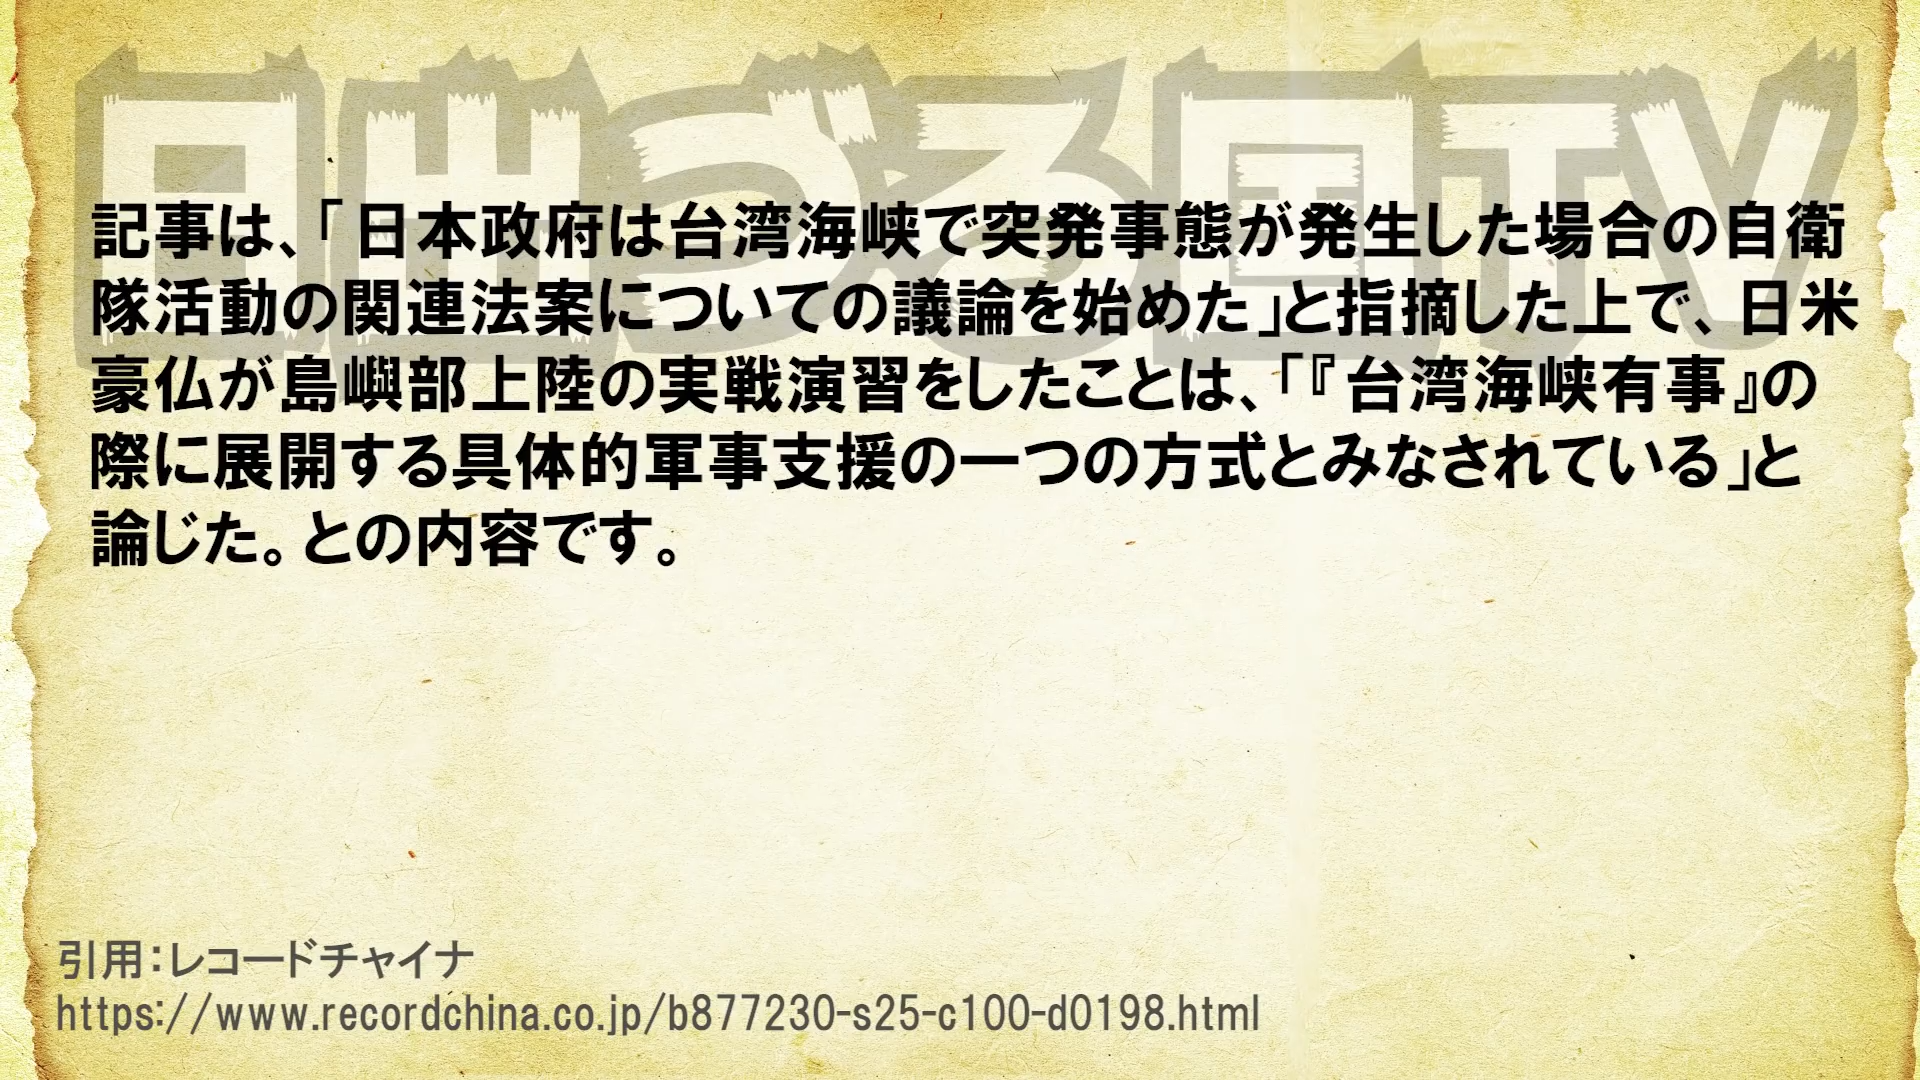 日出づる国TV
記事は、「日本政府は台湾海峡で突発事態が発生した場合の自衛
隊活動の関連法案についての議論を始めた」と指摘した上で、日米
豪仏が島嶼部上陸の実戦演習をしたことは、「『台湾海峡有事』の
際に展開する具体的軍事支援の一つの方式とみなされている」と
論じた。との内容です。
引用：レコードチャイナ
https://www.recordchina.co.jp/b877230-s25-c100-d0198.html